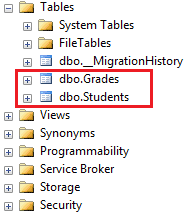 Tables
System Tables
FileTables
dbo.__MigrationHistory
dbo.Grades
dbo.Students
Views
Synonyms
Programmability
Service Broker
Storage
Security